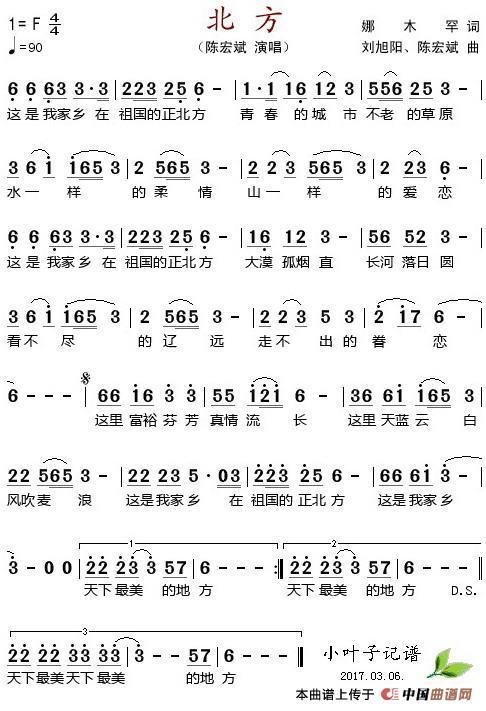 北方
1=F 4/4
♩=90
（陈宏斌 演唱）
娜木罕 词
刘旭阳、陈宏斌 曲
6 6 63 3·3 | 223 25 6 - | 1·1 16 12 3 | 556 25 3 -
这是我家乡在 祖国的正北方 青春的城市不老的草原
3 6 1 165 3 | 2 565 3 - | 2 2 3 565 3 | 2 23 6 -
水一样 的柔情 山一样 的爱恋
6 6 63 3·3 | 223 25 6 - | 16 12 3 - | 56 52 3 -
这是我家乡在祖国的正北方 大漠孤烟直 长河落日圆
3 6 1 165 3 | 2 565 3 - | 2 23 5 3 3 | 2 17 6 -
看不尽 的辽远 走不出的眷恋
6 - - - | 66 16 3 3 | 55 121 6 - | 36 61 165 3
这里富裕芬芳 真情流长 这里天蓝云白
22 565 3 - | 22 23 5·03 | 223 25 6 - | 66 61 3 -
风吹麦浪 这是我家乡 在祖国的正北方 这是我家乡
1 2
3 - 0 0 | 22 23 3 57 | 6 - - - :| 22 23 3 57 | 6 - - - |
天下最美的地方 天下最美的地方 D.S.
3
22 22 33 33 | 3 - - 57 | 6 - - - ‖
天下最美天下最美 的地方
小叶子记谱
2017.03.06.
本曲谱上传于 中国曲谱网